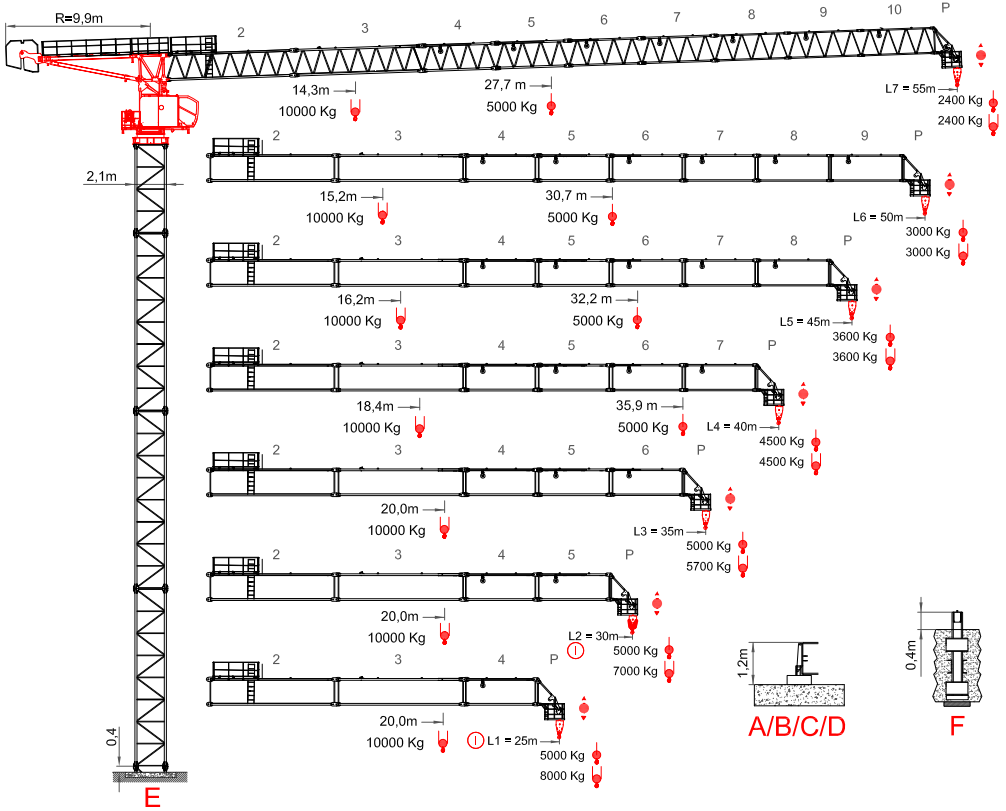 R=9,9m
2 3 4 5 6 7 8 9 10 P
14,3m
10000 Kg
27,7 m
5000 Kg
L7 = 55m
2400 Kg
2400 Kg
2,1m
2 3 4 5 6 7 8 9 P
15,2m
10000 Kg
30,7 m
5000 Kg
L6 = 50m
3000 Kg
3000 Kg
2 3 4 5 6 7 8 P
16,2m
10000 Kg
32,2 m
5000 Kg
L5 = 45m
3600 Kg
3600 Kg
2 3 4 5 6 7 P
18,4m
10000 Kg
35,9 m
5000 Kg
L4 = 40m
4500 Kg
4500 Kg
2 3 4 5 6 P
20,0m
10000 Kg
L3 = 35m
5000 Kg
5700 Kg
2 3 4 5 P
20,0m
10000 Kg
L2 = 30m
I 5000 Kg
7000 Kg
2 3 4 P
20,0m
10000 Kg
I L1 = 25m
5000 Kg
8000 Kg
0,4
E
1,2m
A/B/C/D
0,4m
F